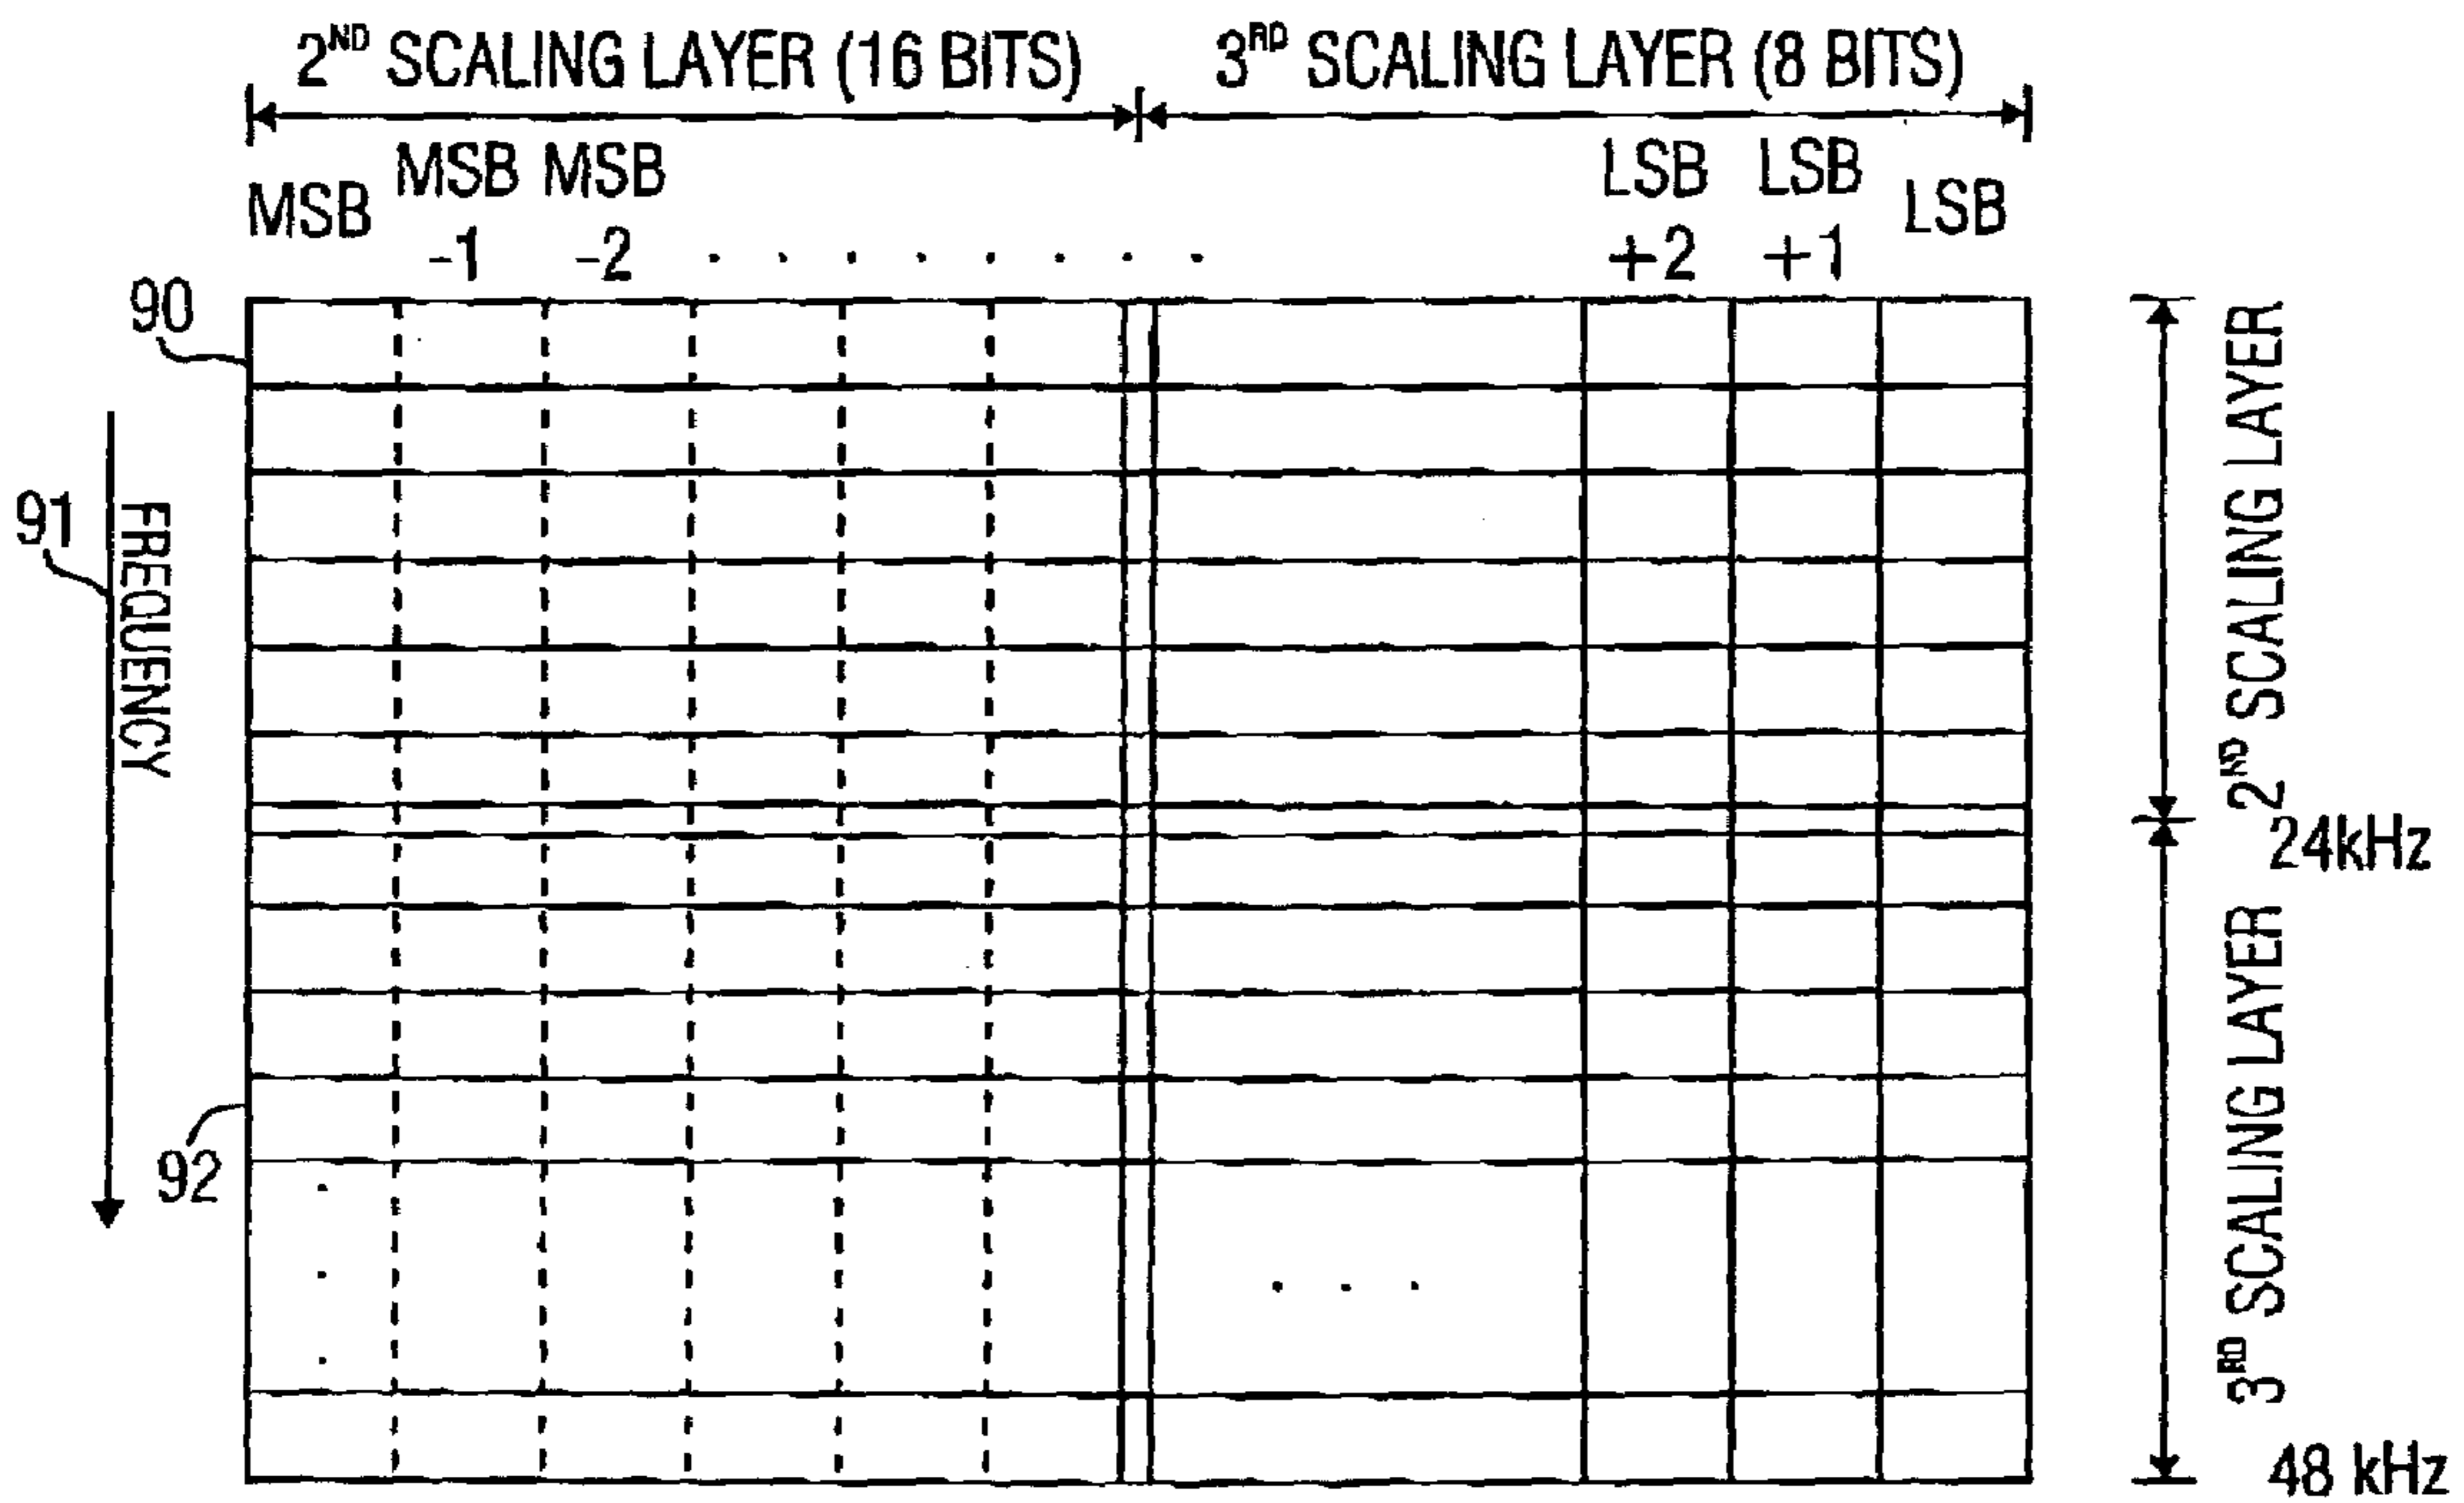 2ND SCALING LAYER (16 BITS) 3RD SCALING LAYER (8 BITS)
MSB MSB -1 MSB -2 . . . . . . . . LSB +2 LSB +1 LSB
90
91
FREQUENCY
92
2ND SCALING LAYER
24kHz
3RD SCALING LAYER
48 kHz